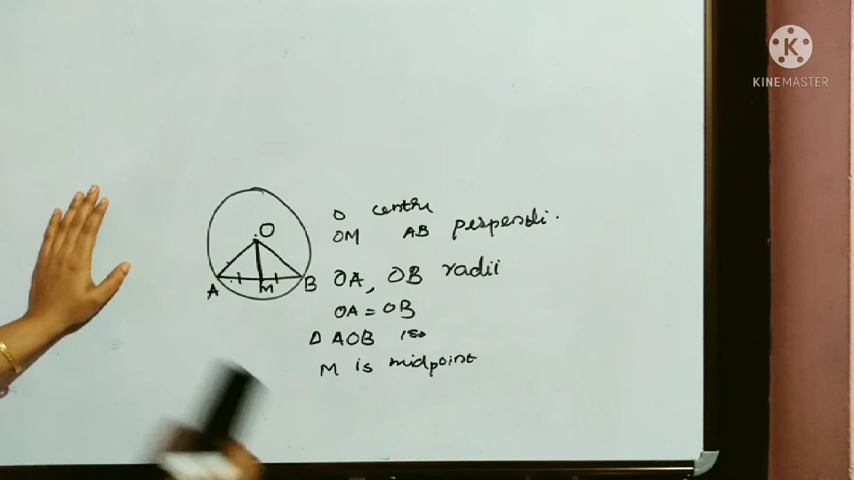 K
KINEMASTER
O centre
OM AB perpendi.
OA, OB radii
OA = OB
Δ AOB iso
M is midpoint
O
A M B